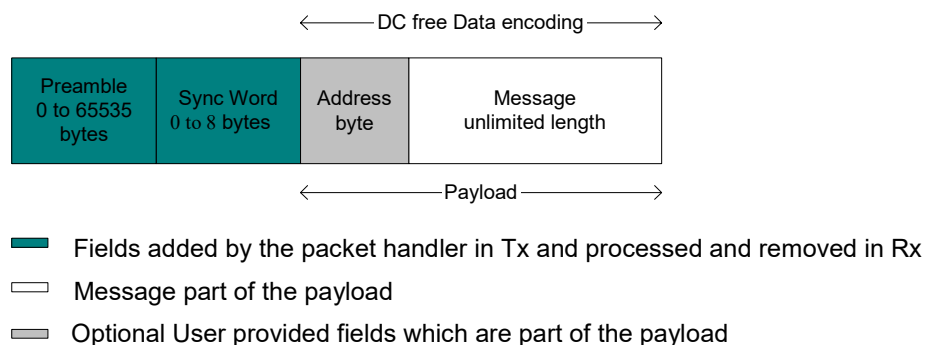 DC free Data encoding
Preamble
0 to 65535
bytes
Sync Word
0 to 8 bytes
Address
byte
Message
unlimited length
Payload
Fields added by the packet handler in Tx and processed and removed in Rx
Message part of the payload
Optional User provided fields which are part of the payload